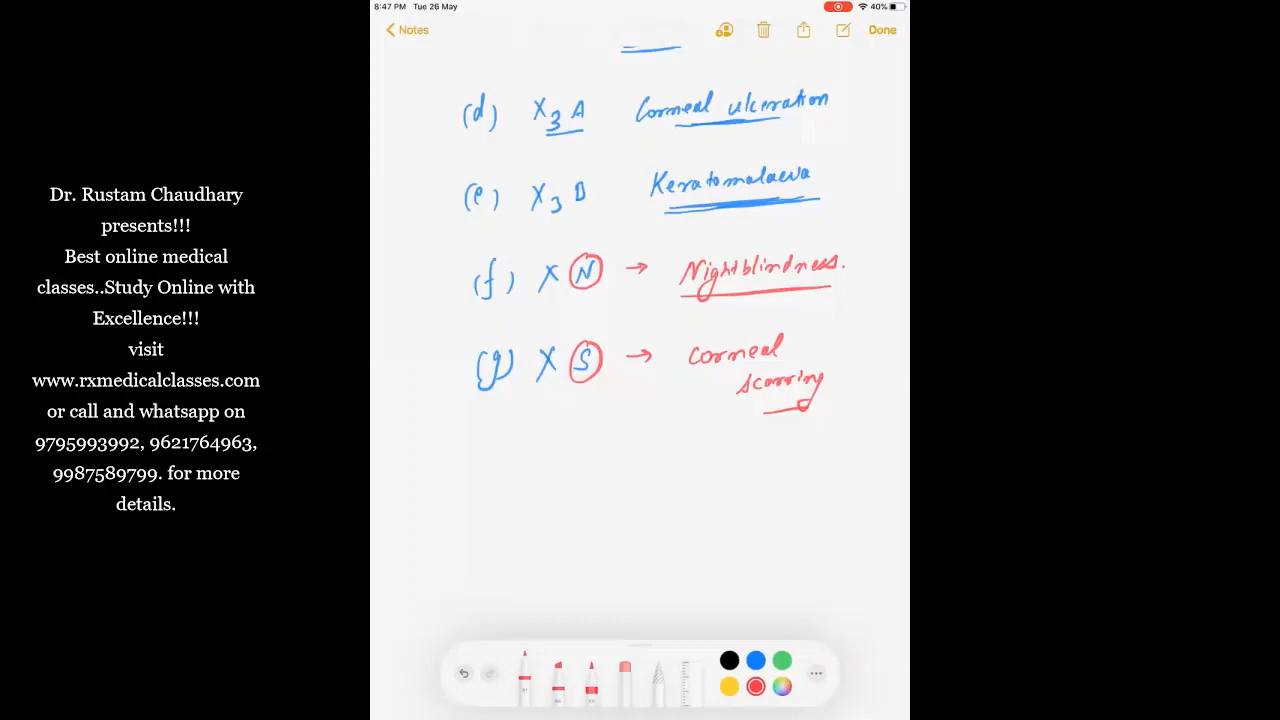 8:47 PM Tue 26 May
40%
Notes
Done
(d) X3A Corneal ulceration
(e) X3B Keratomalacia
(f) X N → Nightblindness.
(g) X S → Corneal
scarring
Dr. Rustam Chaudhary
presents!!!
Best online medical
classes..Study Online with
Excellence!!!
visit
www.rxmedicalclasses.com
or call and whatsapp on
9795993992, 9621764963,
9987589799. for more
details.